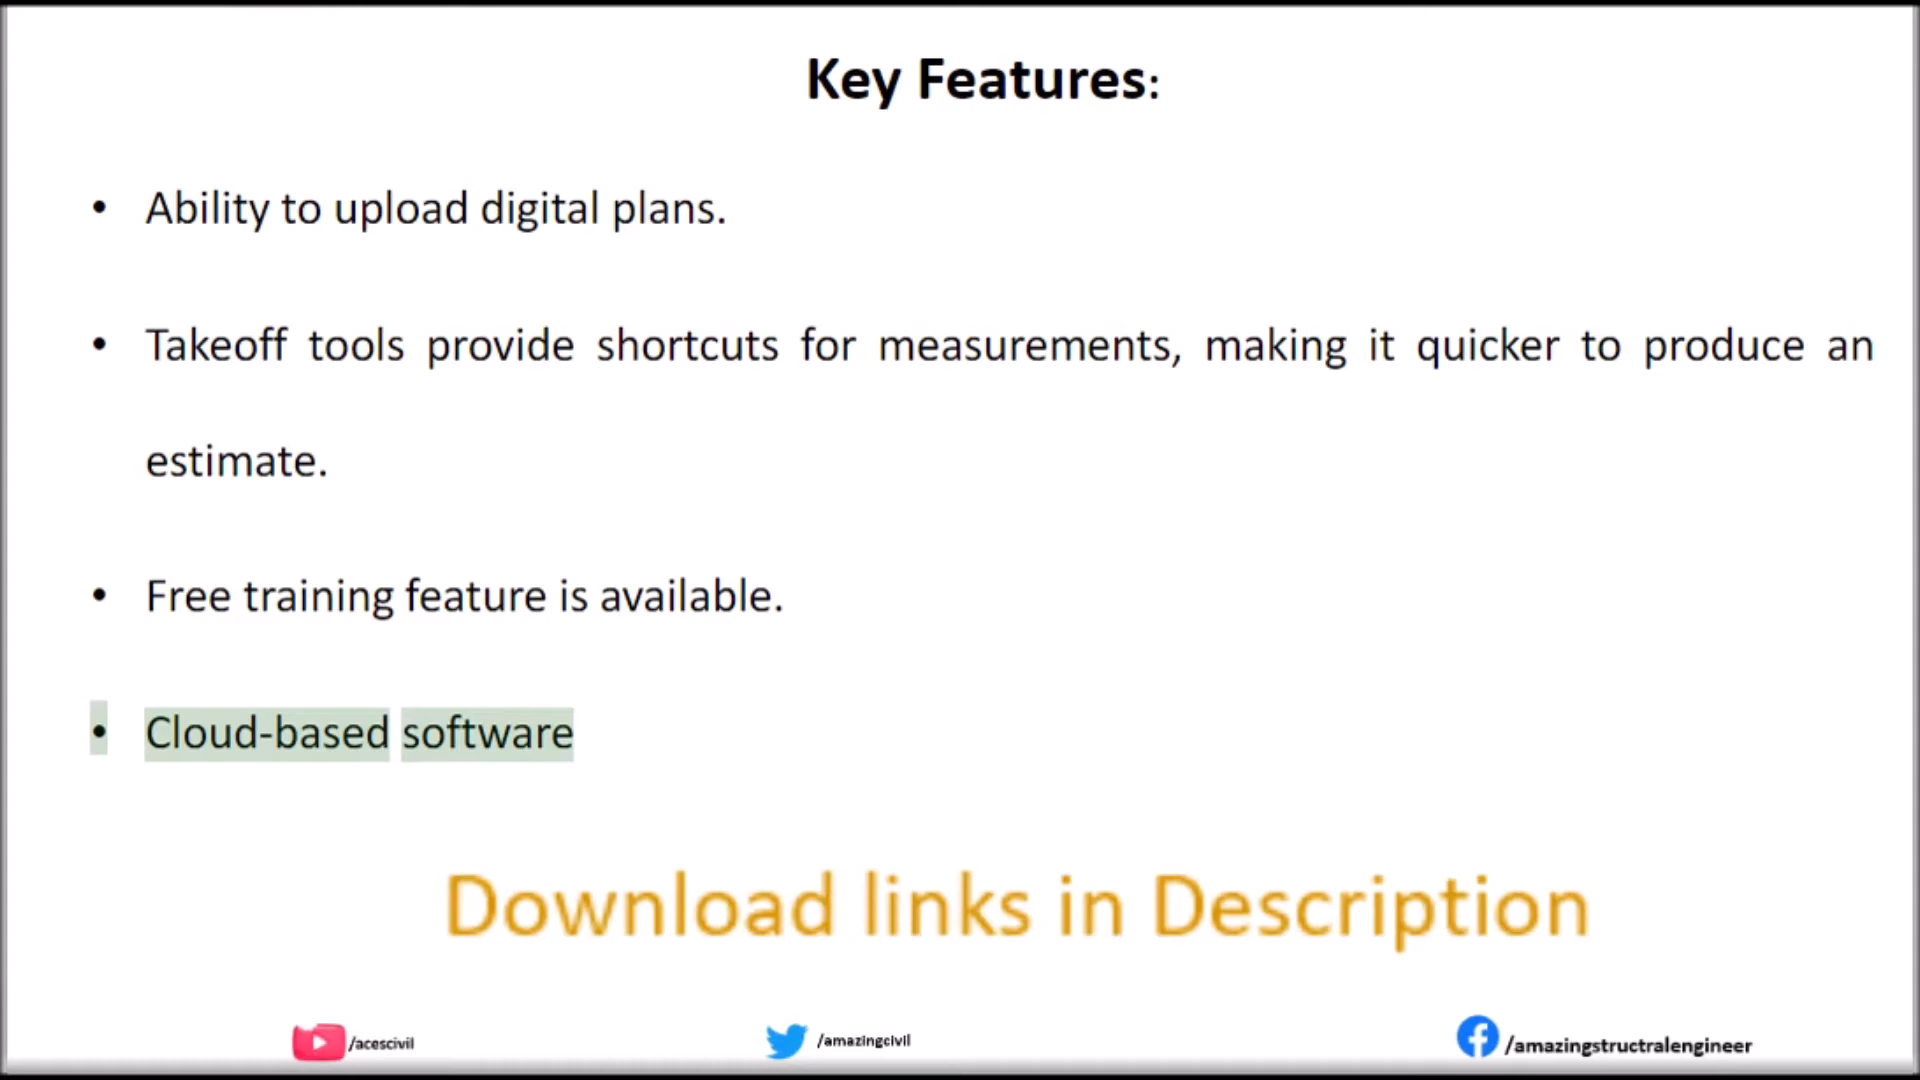 Key Features:
• Ability to upload digital plans.
• Takeoff tools provide shortcuts for measurements, making it quicker to produce an
estimate.
• Free training feature is available.
• Cloud-based software
Download links in Description
/acescivil
/amazingcivil
/amazingstructralengineer